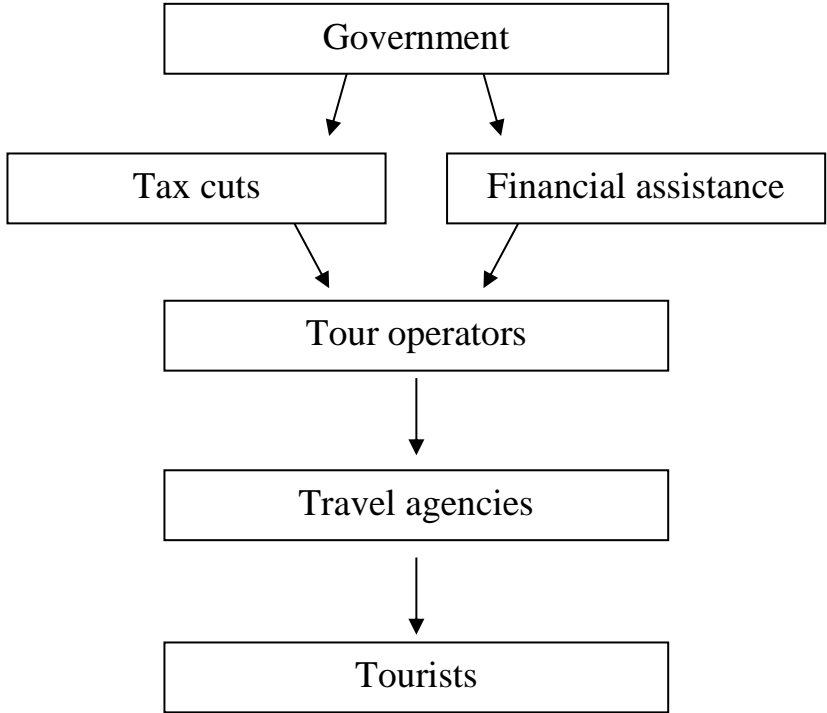 Government
Tax cuts
Financial assistance
Tour operators
Travel agencies
Tourists